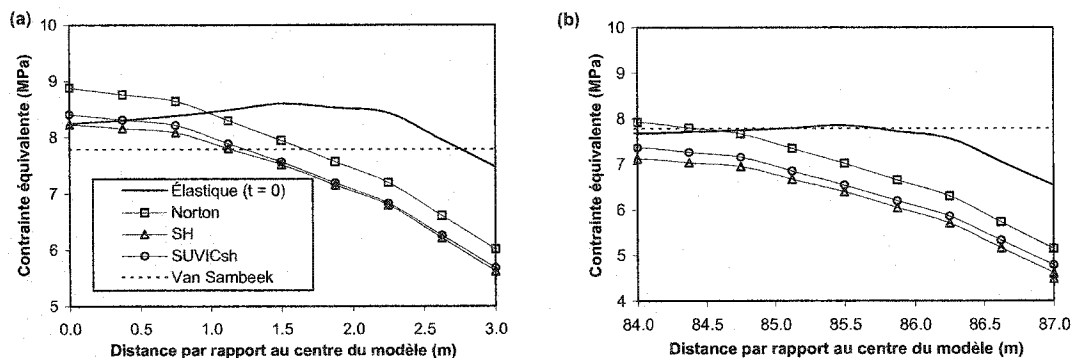 (a)
Contrainte équivalente (MPa)
10
9
8
7
6
5
Élastique (t = 0)
Norton
SH
SUVICsh
Van Sambeek
0.0 0.5 1.0 1.5 2.0 2.5 3.0
Distance par rapport au centre du modèle (m)
(b)
Contrainte équivalente (MPa)
10
9
8
7
6
5
4
84.0 84.5 85.0 85.5 86.0 86.5 87.0
Distance par rapport au centre du modèle (m)